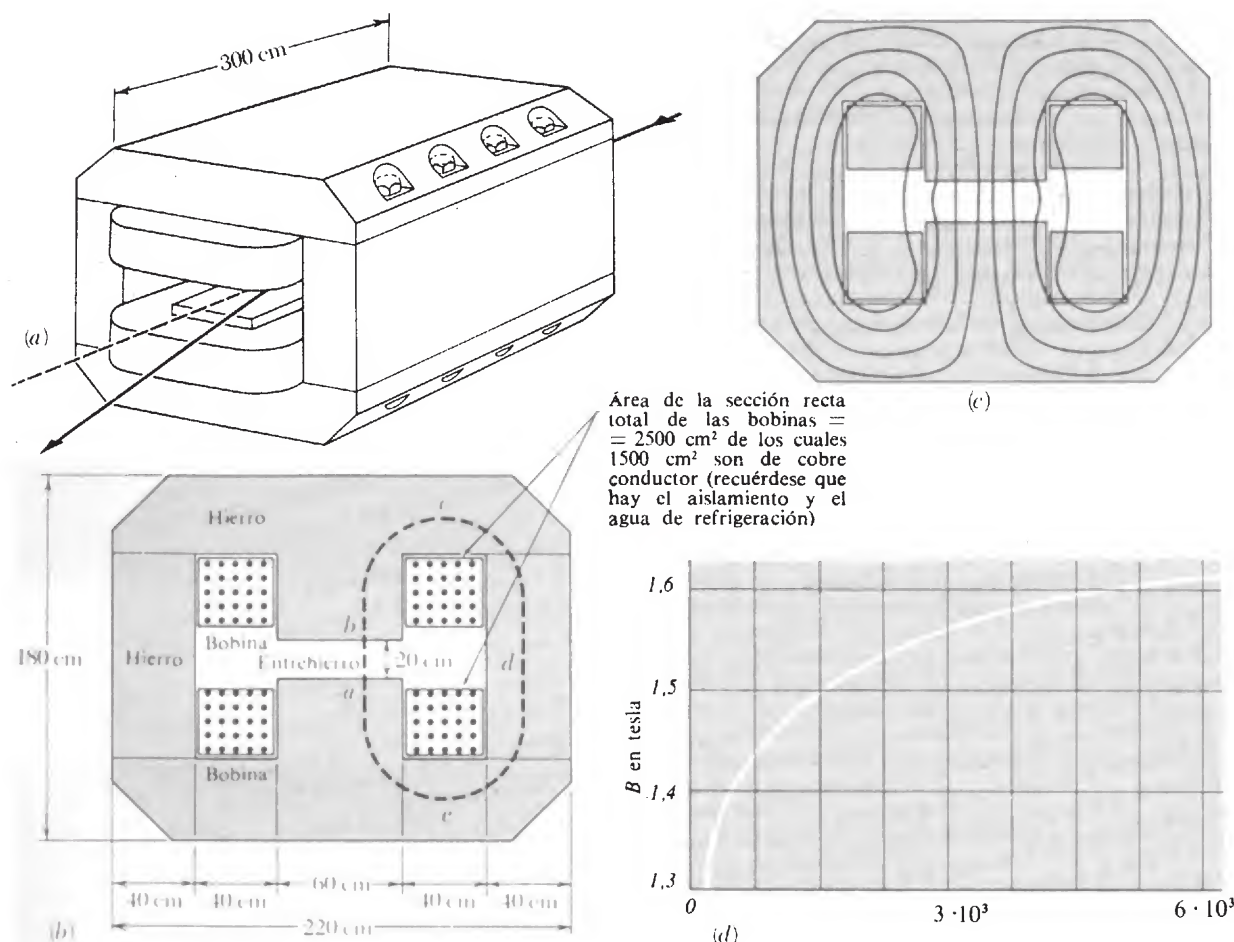 300 cm
(a)
(c)
Área de la sección recta
total de las bobinas =
= 2500 cm² de los cuales
1500 cm² son de cobre
conductor (recuérdese que
hay el aislamiento y el
agua de refrigeración)
Hierro
c
b
Bobina
180 cm
Hierro
Entrehierro
20 cm
d
a
Bobina
e
60 cm
40 cm
40 cm
40 cm
40 cm
220 cm
(b)
B en tesla
1,6
1,5
1,4
1,3
0
3·10³
6·10³
(d)